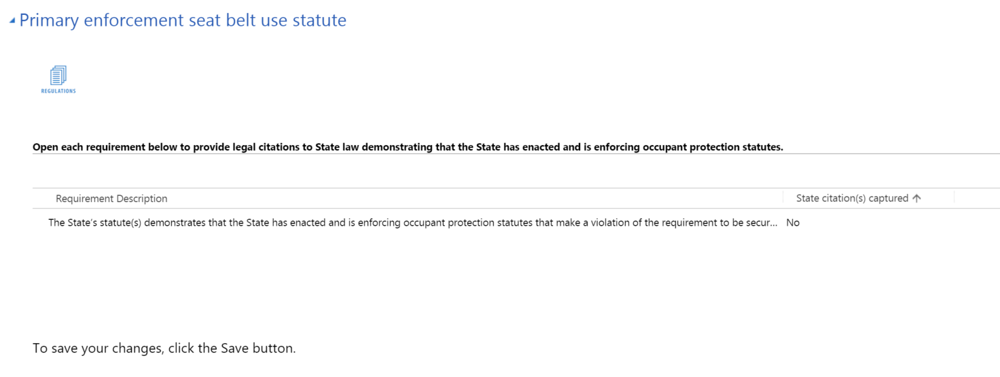 Primary enforcement seat belt use statute
REGULATIONS
Open each requirement below to provide legal citations to State law demonstrating that the State has enacted and is enforcing occupant protection statutes.
Requirement Description State citation(s) captured ↑
The State's statute(s) demonstrates that the State has enacted and is enforcing occupant protection statutes that make a violation of the requirement to be secur... No
To save your changes, click the Save button.